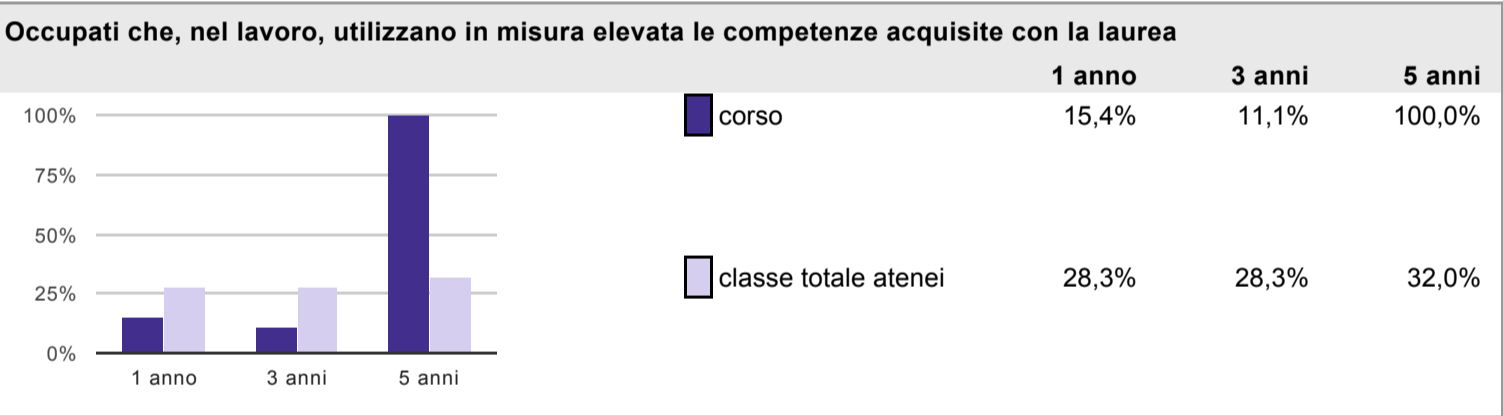 Occupati che, nel lavoro, utilizzano in misura elevata le competenze acquisite con la laurea
1 anno 3 anni 5 anni
100%
75%
50%
25%
0%
1 anno 3 anni 5 anni
corso 15,4% 11,1% 100,0%
classe totale atenei 28,3% 28,3% 32,0%